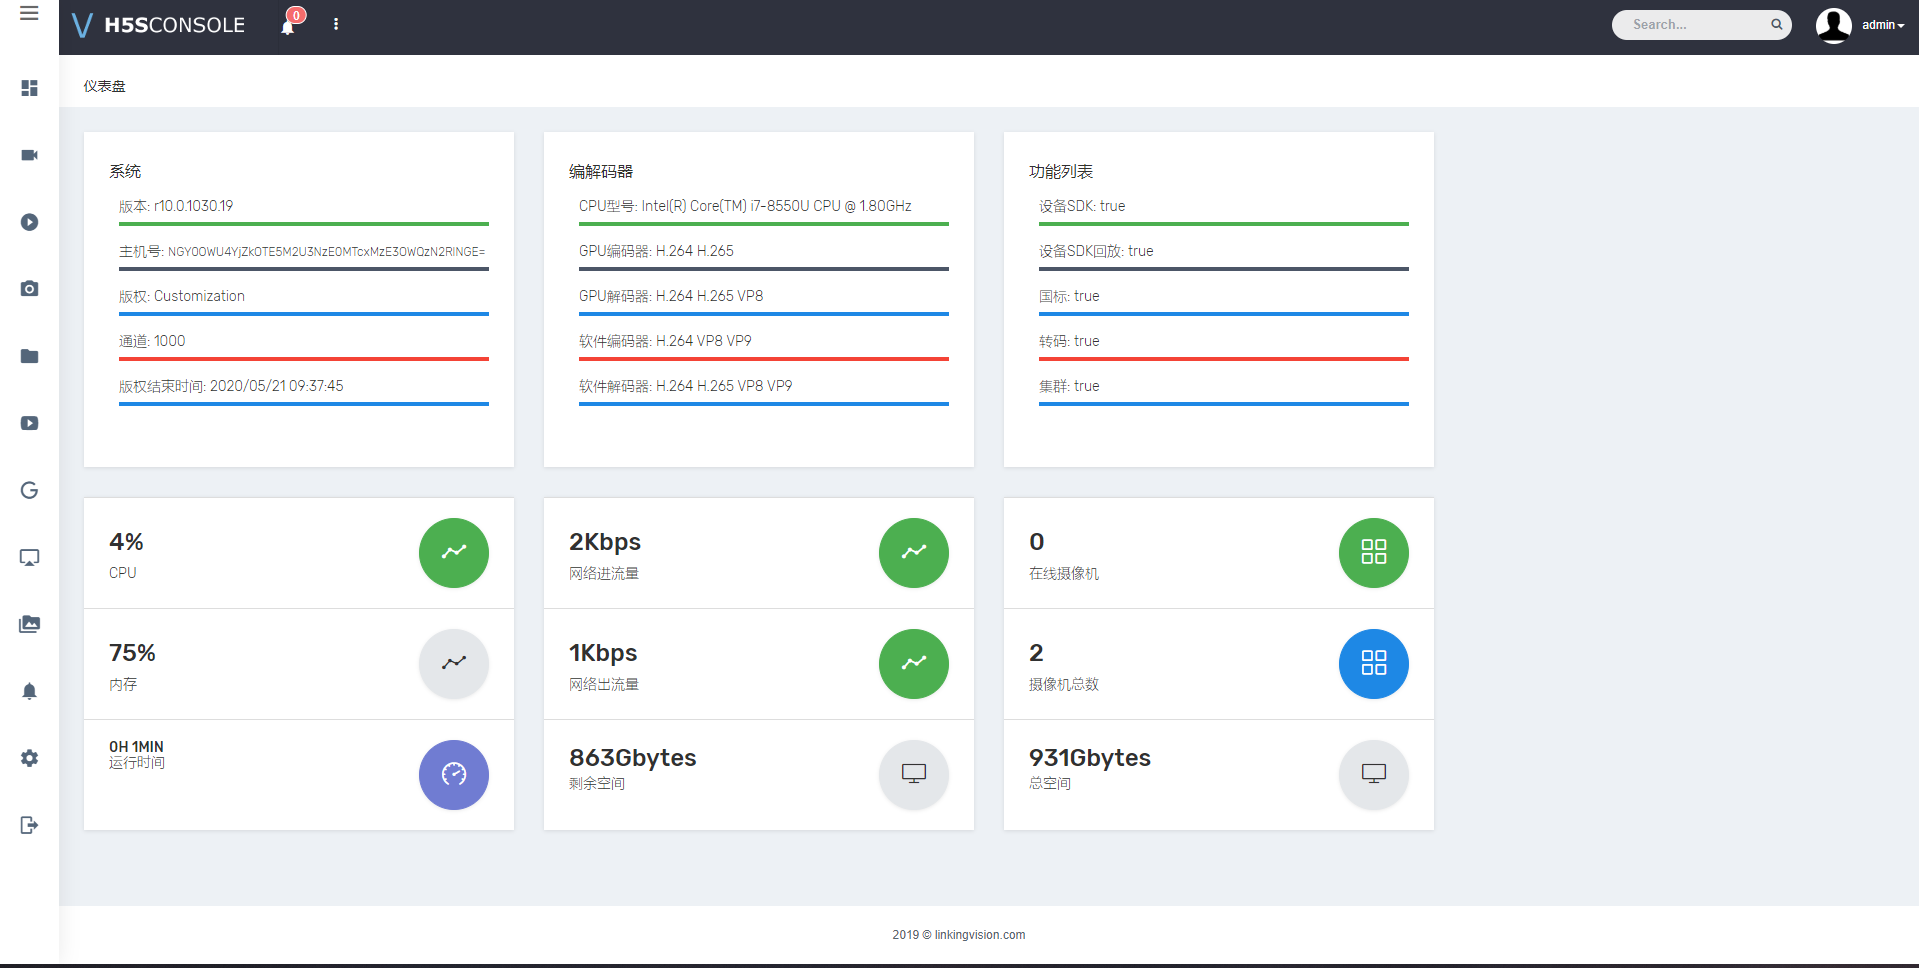 V H5SCONSOLE
0
Search...
admin
仪表盘
系统
版本: r10.0.1030.19
主机号: NGY0OWU4YjZkOTE5M2U3NzE0MTcxMzE3OWQzN2RlNGE=
版权: Customization
通道: 1000
版权结束时间: 2020/05/21 09:37:45
编解码器
CPU型号: Intel(R) Core(TM) i7-8550U CPU @ 1.80GHz
GPU编码器: H.264 H.265
GPU解码器: H.264 H.265 VP8
软件编码器: H.264 VP8 VP9
软件解码器: H.264 H.265 VP8 VP9
功能列表
设备SDK: true
设备SDK回放: true
国标: true
转码: true
集群: true
4%
CPU
75%
内存
0H 1MIN
运行时间
2Kbps
网络进流量
1Kbps
网络出流量
863Gbytes
剩余空间
0
在线摄像机
2
摄像机总数
931Gbytes
总空间
2019 © linkingvision.com